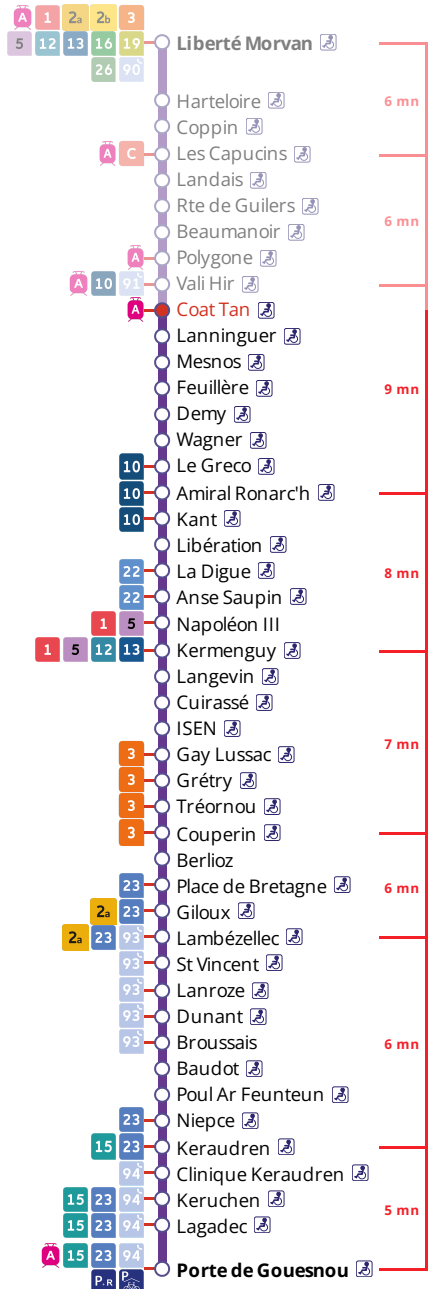 A 1 2a 2b 3
5 12 13 16 19 Liberté Morvan
26 90
6 mn
Harteloire
Coppin
A C Les Capucins
Landais
Rte de Guilers
6 mn
Beaumanoir
A Polygone
A 10 91 Vali Hir
A Coat Tan
Lanninguer
Mesnos
Feuillère
9 mn
Demy
Wagner
10 Le Greco
10 Amiral Ronarc'h
10 Kant
Libération
22 La Digue
8 mn
22 Anse Saupin
1 5 Napoléon III
1 5 12 13 Kermenguy
Langevin
Cuirassé
ISEN
7 mn
3 Gay Lussac
3 Grétry
3 Tréornou
3 Couperin
Berlioz
23 Place de Bretagne
6 mn
2a 23 Giloux
2a 23 93 Lambézellec
93 St Vincent
93 Lanroze
93 Dunant
93 Broussais
6 mn
Baudot
Poul Ar Feunteun
23 Niepce
15 23 Keraudren
94 Clinique Keraudren
15 23 94 Keruchen
5 mn
15 23 94 Lagadec
A 15 23 94 Porte de Gouesnou
P+R P